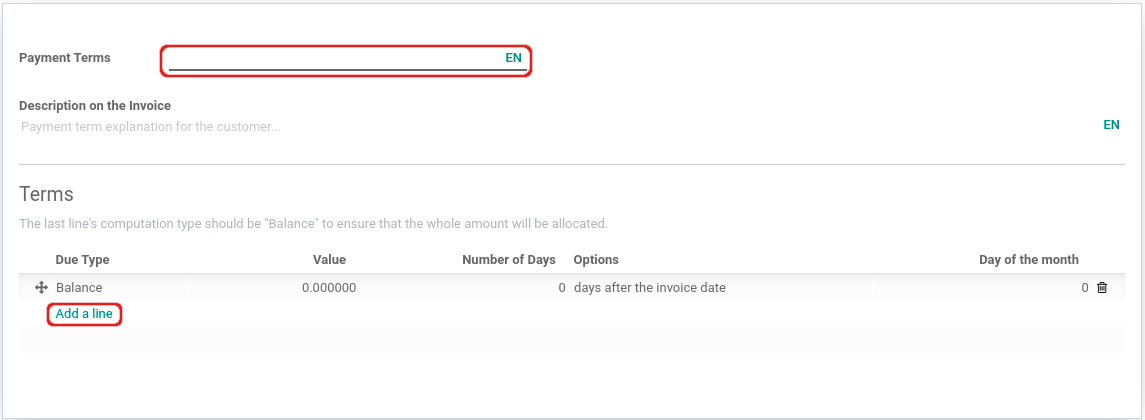 Payment Terms EN
Description on the Invoice
Payment term explanation for the customer... EN
Terms
The last line's computation type should be "Balance" to ensure that the whole amount will be allocated.
Due Type Value Number of Days Options Day of the month
Balance 0.000000 0 days after the invoice date 0
Add a line